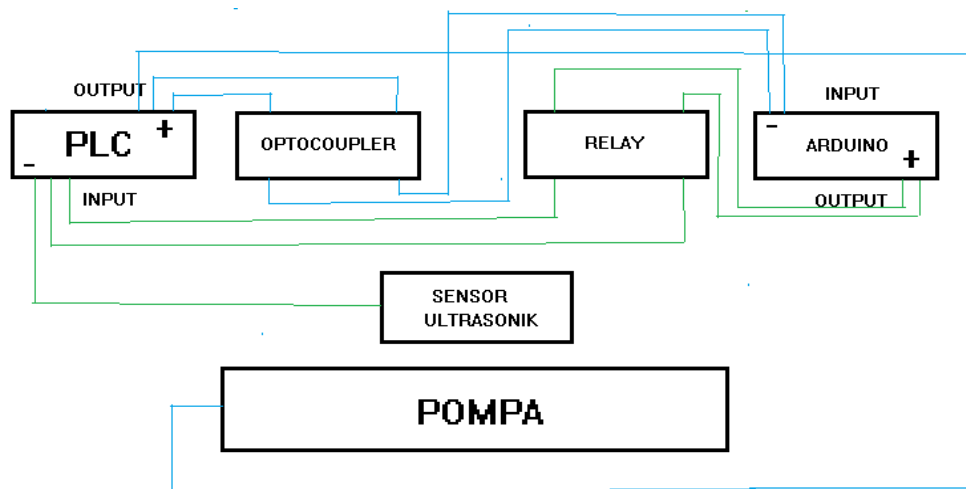 OUTPUT
INPUT
PLC
+
-
OPTOCOUPLER
RELAY
-
ARDUINO
+
INPUT
OUTPUT
SENSOR
ULTRASONIK
POMPA